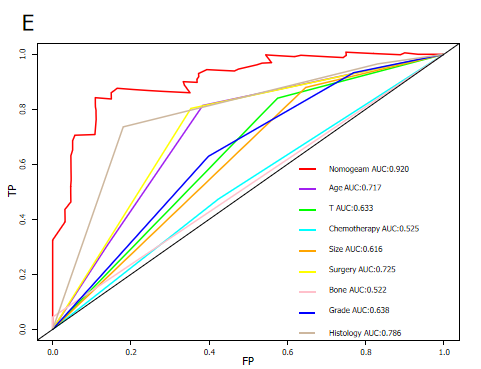 E
1.0
0.8
0.6
0.4
0.2
0.0
TP
Nomogeam AUC:0.920
Age AUC:0.717
T AUC:0.633
Chemotherapy AUC:0.525
Size AUC:0.616
Surgery AUC:0.725
Bone AUC:0.522
Grade AUC:0.638
Histology AUC:0.786
0.0 0.2 0.4 0.6 0.8 1.0
FP